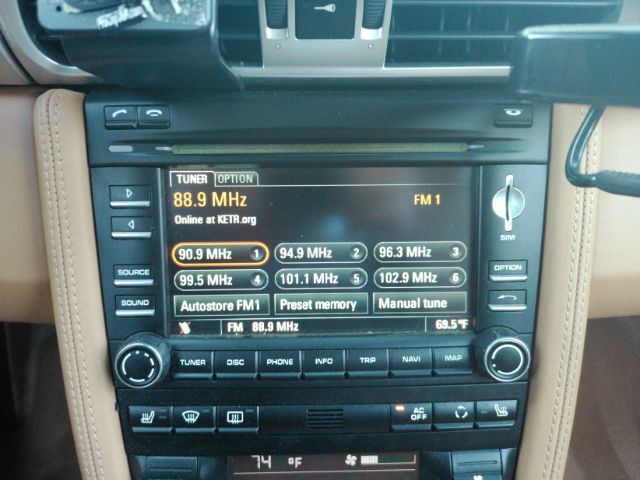 TUNER OPTION
88.9 MHz FM 1
Online at KETR.org
90.9 MHz 1 94.9 MHz 2 96.3 MHz 3
99.5 MHz 4 101.1 MHz 5 102.9 MHz 6
Autostore FM1 Preset memory Manual tune
FM 88.9 MHz 69.5°F
SIM
SOURCE
OPTION
SOUND
TUNER DISC PHONE INFO TRIP NAVI MAP
AC
OFF
74 °F